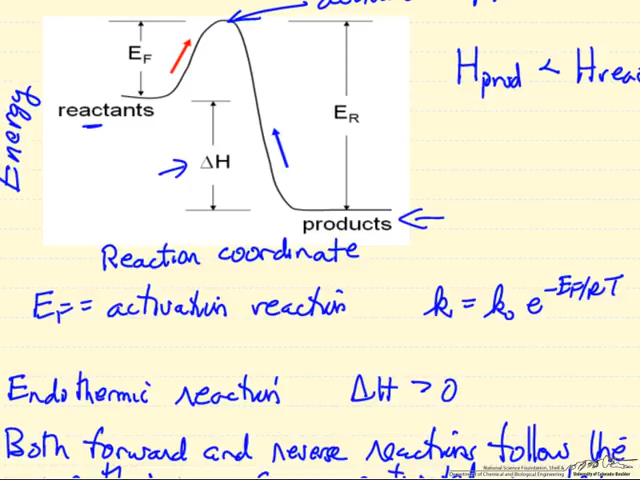 E_F
reactants
E_R
H_prod < H
ΔH
Energy
products
Reaction coordinate
E_F = activation reaction k = k_o e^-E_F/RT
Endothermic reaction ΔH > 0
Both forward and reverse reactions follow the
National Science Foundation, Shell &
Department of Chemical and Biological Engineering
University of Colorado Boulder